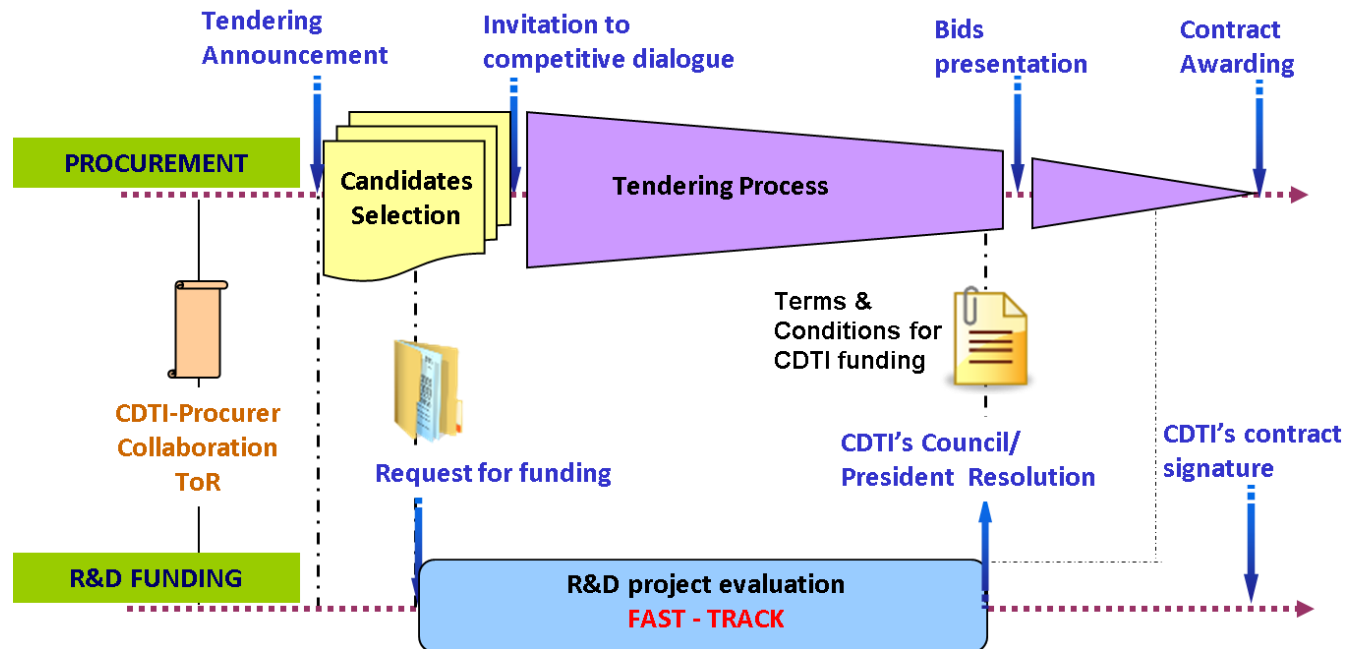 Tendering
Announcement
Invitation to
competitive dialogue
Bids
presentation
Contract
Awarding
PROCUREMENT
Candidates
Selection
Tendering Process
Terms &
Conditions for
CDTI funding
CDTI-Procurer
Collaboration
ToR
Request for funding
CDTI's Council/
President Resolution
CDTI's contract
signature
R&D FUNDING
R&D project evaluation
FAST - TRACK